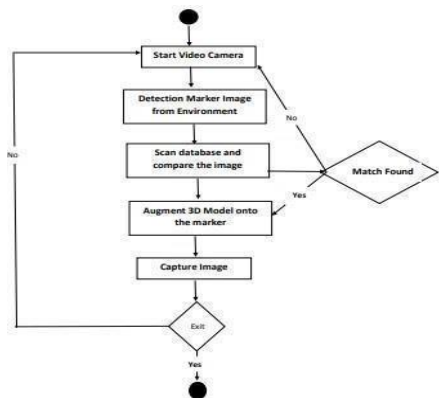 Start Video Camera
Detection Marker Image
from Environment
No
No
Scan database and
compare the image
Match Found
Yes
Augment 3D Model onto
the marker
Capture Image
Exit
Yes